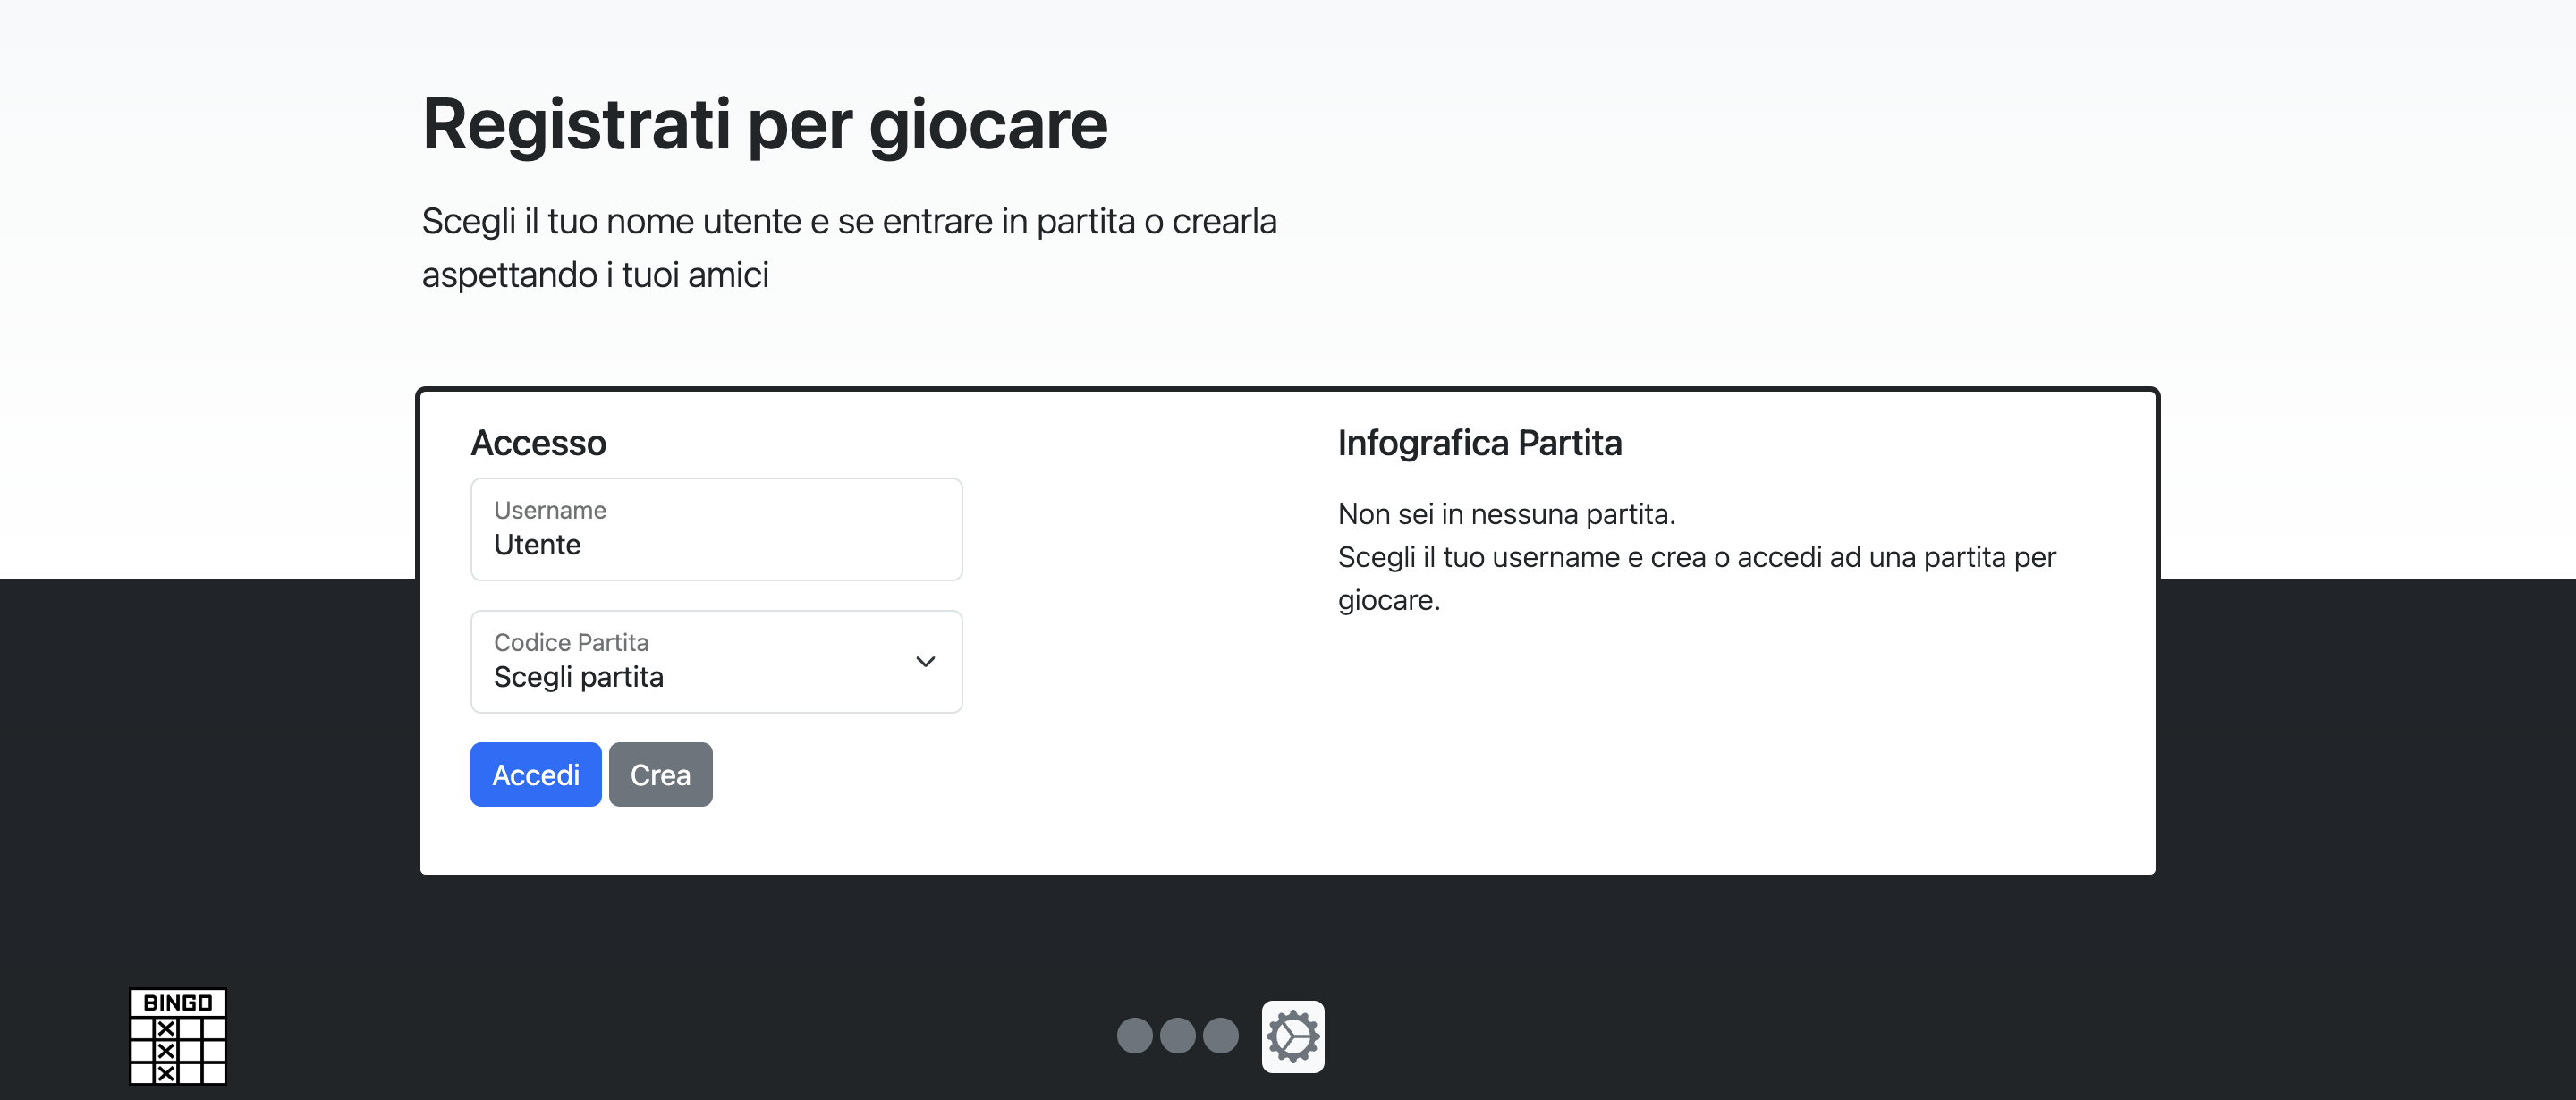 Registrati per giocare
Scegli il tuo nome utente e se entrare in partita o crearla
aspettando i tuoi amici
Accesso
Username
Utente
Codice Partita
Scegli partita
Accedi
Crea
Infografica Partita
Non sei in nessuna partita.
Scegli il tuo username e crea o accedi ad una partita per
giocare.
BINGO